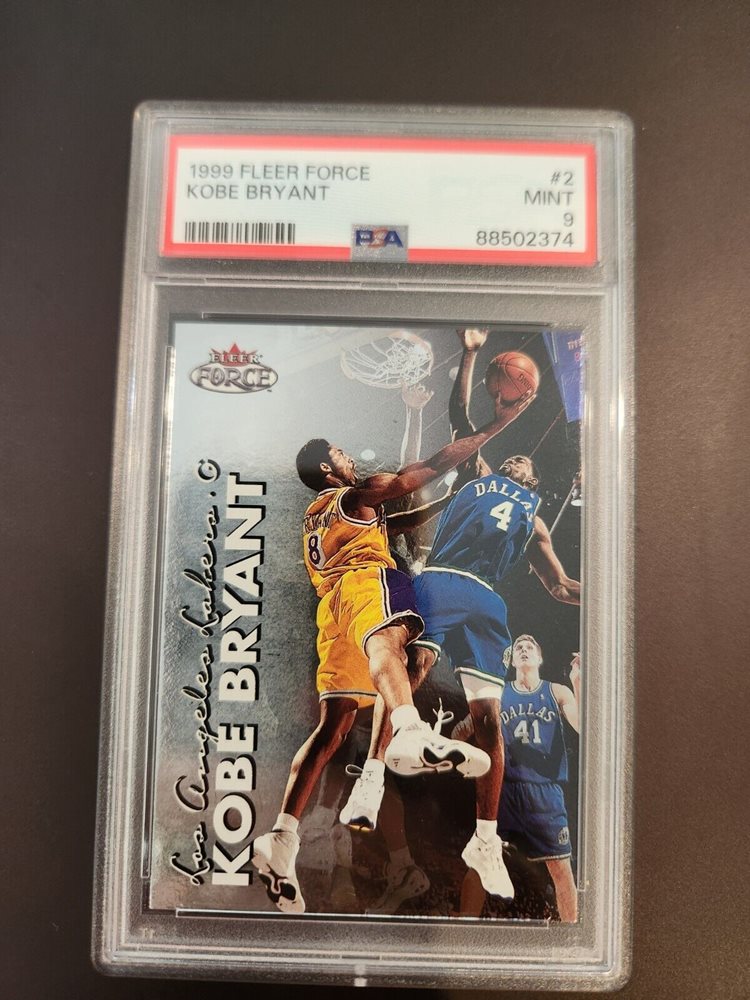 1999 FLEER FORCE #2
KOBE BRYANT MINT
9
PSA 88502374
FLEER
FORCE
Los Angeles Lakers . G
KOBE BRYANT
8
DALLAS
4
DALLAS
41